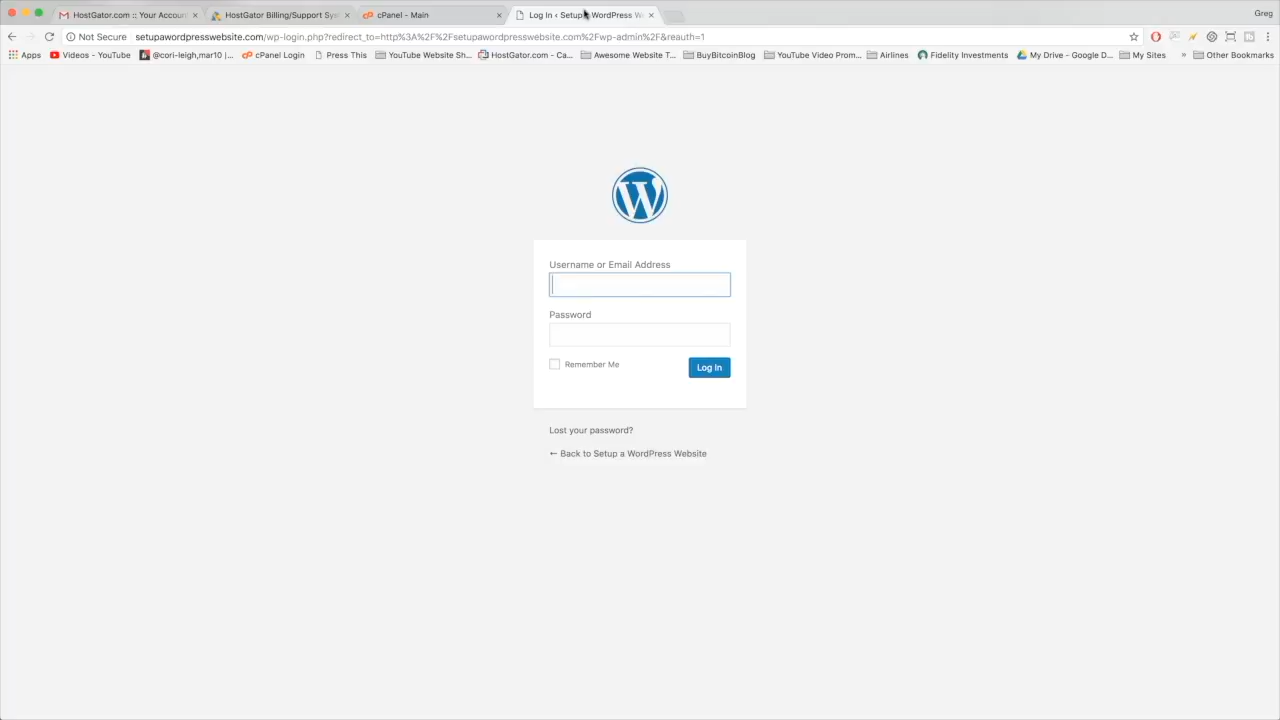 HostGator.com :: Your Accoun
HostGator Billing/Support Sys
cPanel - Main
Log In ‹ Setup a WordPress We
Greg
Not Secure
setupawordpresswebsite.com/wp-login.php?redirect_to=http%3A%2F%2Fsetupawordpresswebsite.com%2Fwp-admin%2F&reauth=1
Apps
Videos - YouTube
@cori-leigh_mar10 |...
cPanel Login
Press This
YouTube Website Sh...
HostGator.com - Ca...
Awesome Website T...
BuyBitcoinBlog
YouTube Video Prom...
Airlines
Fidelity Investments
My Drive - Google D...
My Sites
»
Other Bookmarks
Username or Email Address
Password
Remember Me
Log In
Lost your password?
← Back to Setup a WordPress Website